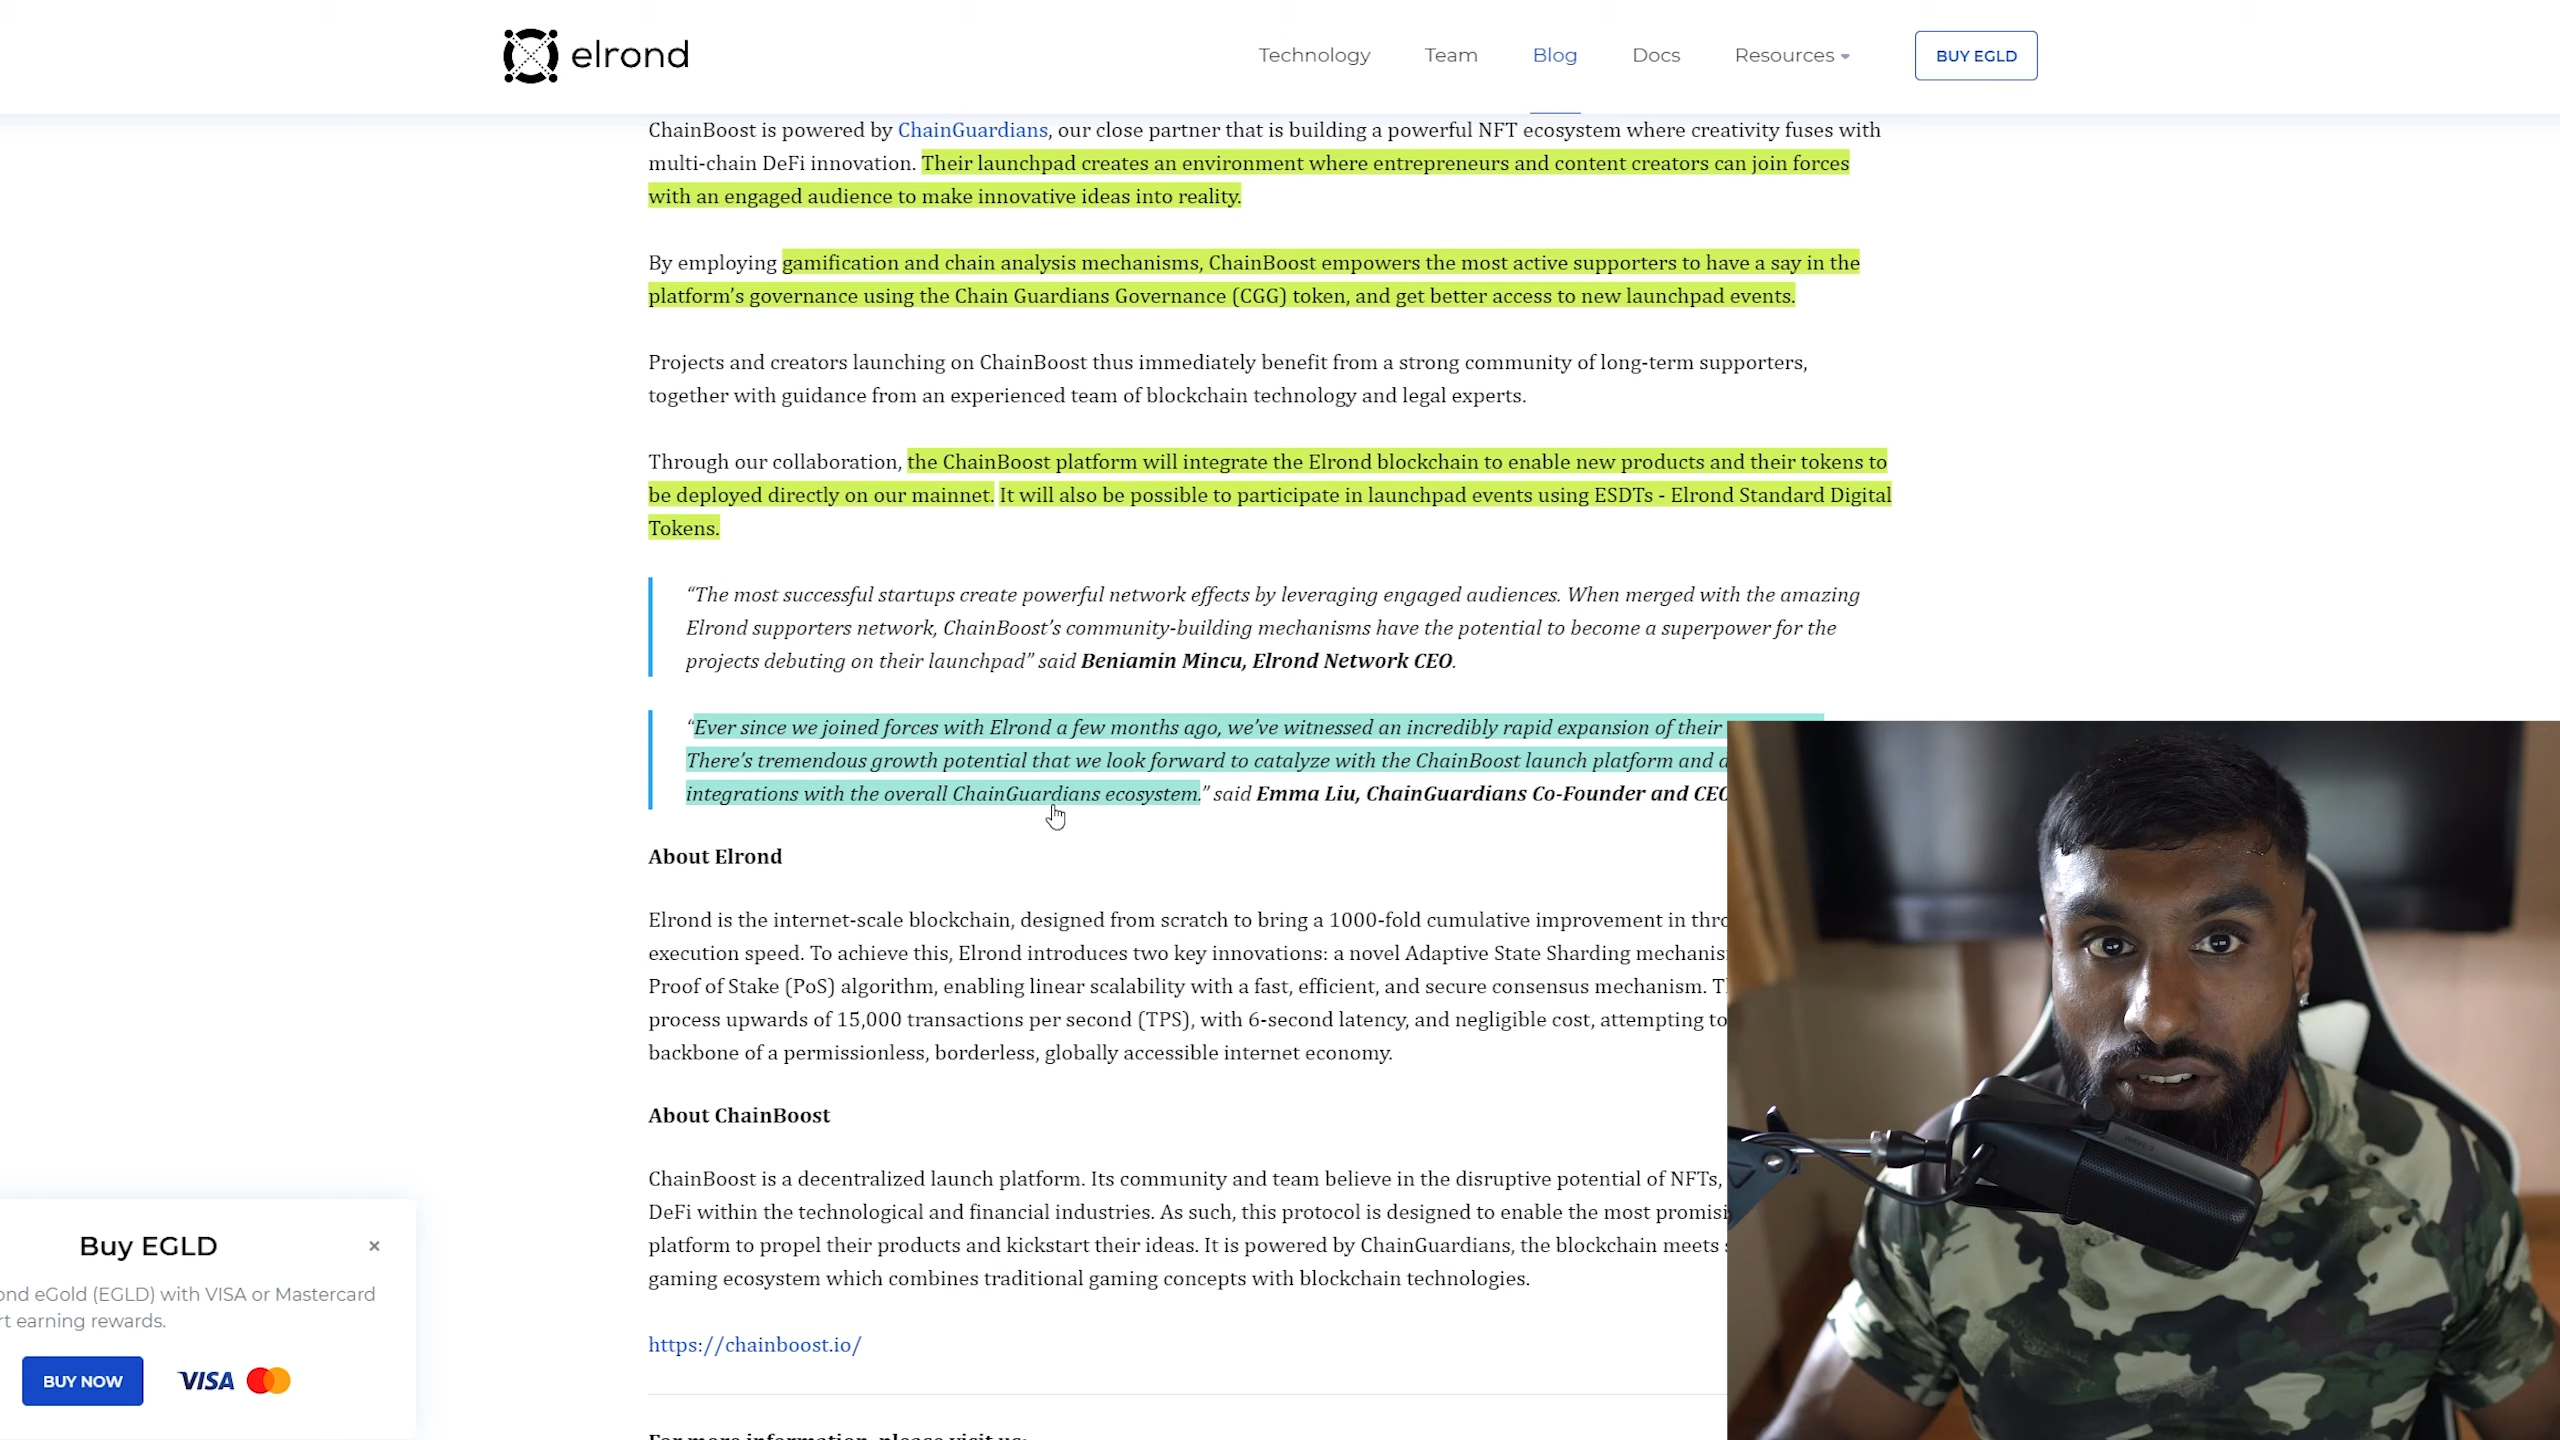 elrond
Technology
Team
Blog
Docs
Resources
BUY EGLD
ChainBoost is powered by ChainGuardians, our close partner that is building a powerful NFT ecosystem where creativity fuses with
multi-chain DeFi innovation. Their launchpad creates an environment where entrepreneurs and content creators can join forces
with an engaged audience to make innovative ideas into reality.
By employing gamification and chain analysis mechanisms, ChainBoost empowers the most active supporters to have a say in the
platform’s governance using the Chain Guardians Governance (CGG) token, and get better access to new launchpad events.
Projects and creators launching on ChainBoost thus immediately benefit from a strong community of long-term supporters,
together with guidance from an experienced team of blockchain technology and legal experts.
Through our collaboration, the ChainBoost platform will integrate the Elrond blockchain to enable new products and their tokens to
be deployed directly on our mainnet. It will also be possible to participate in launchpad events using ESDTs - Elrond Standard Digital
Tokens.
“The most successful startups create powerful network effects by leveraging engaged audiences. When merged with the amazing
Elrond supporters network, ChainBoost’s community-building mechanisms have the potential to become a superpower for the
projects debuting on their launchpad” said Beniamin Mincu, Elrond Network CEO.
“Ever since we joined forces with Elrond a few months ago, we’ve witnessed an incredibly rapid expansion of their
There’s tremendous growth potential that we look forward to catalyze with the ChainBoost launch platform and
integrations with the overall ChainGuardians ecosystem.” said Emma Liu, ChainGuardians Co-Founder and CEO
About Elrond
Elrond is the internet-scale blockchain, designed from scratch to bring a 1000-fold cumulative improvement in
execution speed. To achieve this, Elrond introduces two key innovations: a novel Adaptive State Sharding
Proof of Stake (PoS) algorithm, enabling linear scalability with a fast, efficient, and secure consensus mechanism.
process upwards of 15,000 transactions per second (TPS), with 6-second latency, and negligible cost, attempting to
backbone of a permissionless, borderless, globally accessible internet economy.
About ChainBoost
ChainBoost is a decentralized launch platform. Its community and team believe in the disruptive potential of NFTs,
DeFi within the technological and financial industries. As such, this protocol is designed to enable the most
platform to propel their products and kickstart their ideas. It is powered by ChainGuardians, the blockchain meets
gaming ecosystem which combines traditional gaming concepts with blockchain technologies.
https://chainboost.io/
Buy EGLD
×
eGold (EGLD) with VISA or Mastercard
earning rewards.
BUY NOW
VISA